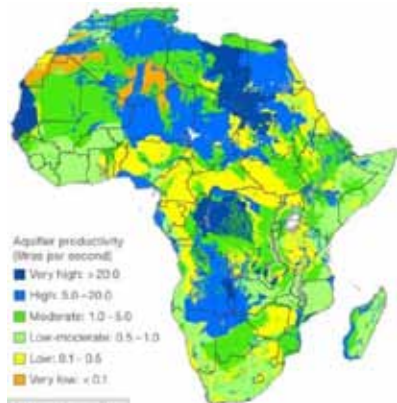 Aquifer productivity
(litres per second)
Very high: >20.0
High: 5.0–20.0
Moderate: 1.0 - 5.0
Low-moderate: 0.5 – 1.0
Low: 0.1 - 0.5
Very low: < 0.1